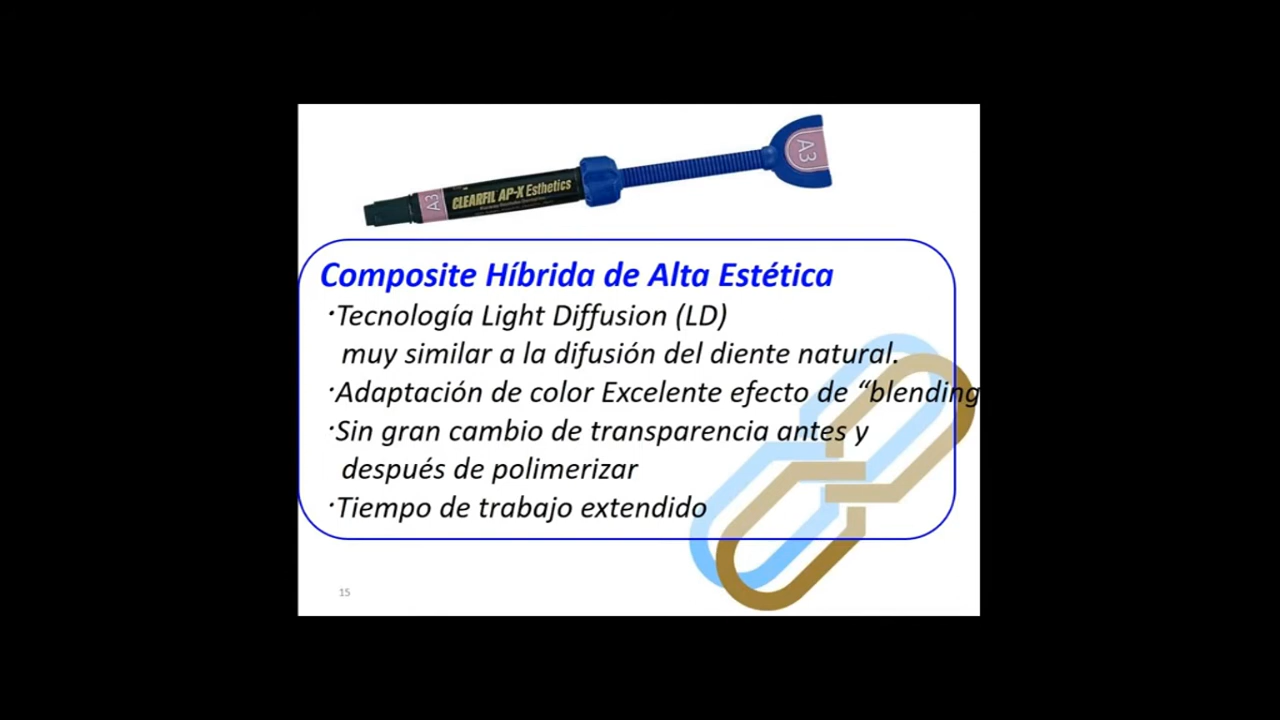 A3
A3 CLEARFIL AP-X Esthetics
Composite Híbrida de Alta Estética
·Tecnología Light Diffusion (LD)
muy similar a la difusión del diente natural.
·Adaptación de color Excelente efecto de “blending
·Sin gran cambio de transparencia antes y
después de polimerizar
·Tiempo de trabajo extendido
15